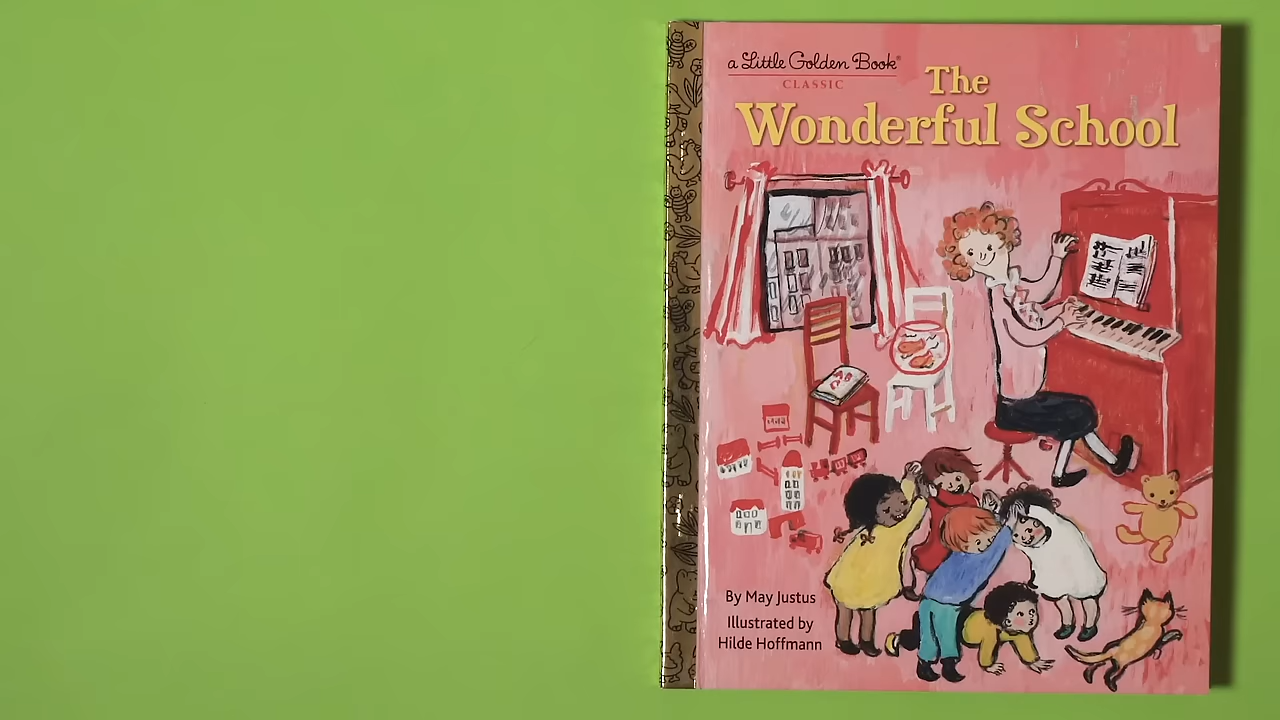 a Little Golden Book®
CLASSIC
The
Wonderful School
A B
C
By May Justus
Illustrated by
Hilde Hoffmann